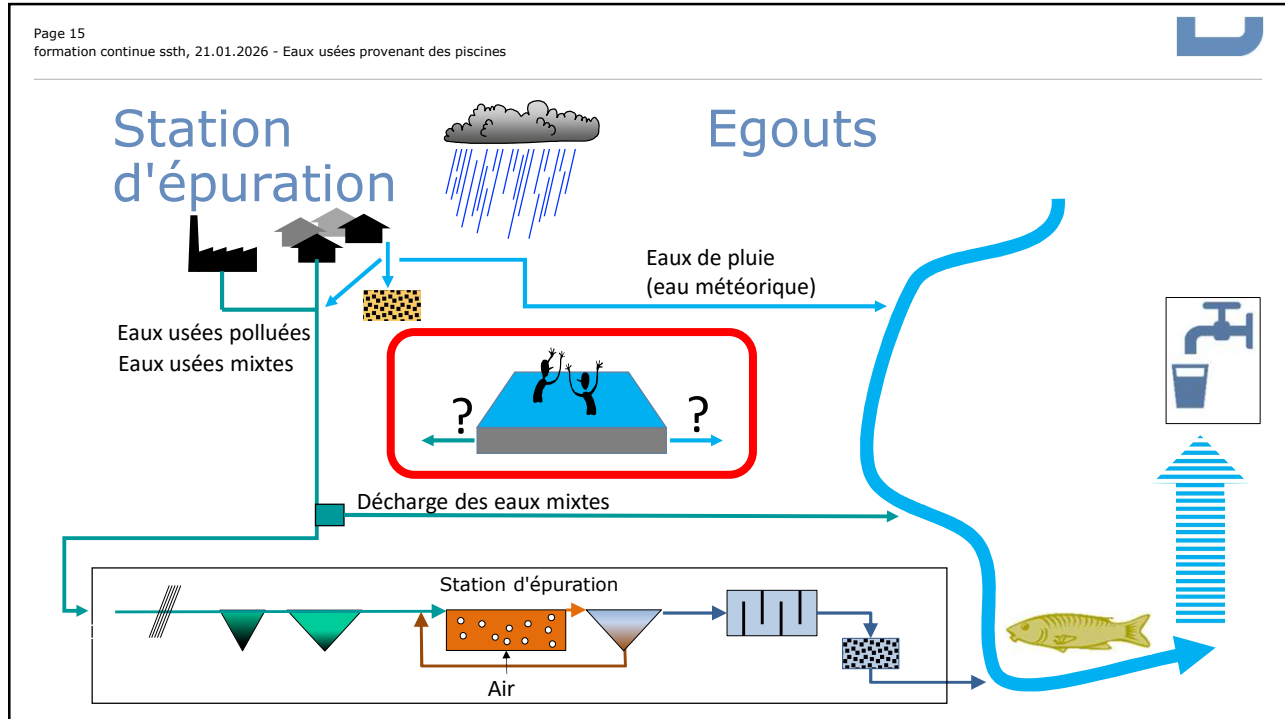 Page 15
formation continue ssth, 21.01.2026 - Eaux usées provenant des piscines
Station
d'épuration
Egouts
Eaux de pluie
(eau météorique)
Eaux usées polluées
Eaux usées mixtes
?
?
Décharge des eaux mixtes
Station d'épuration
Air